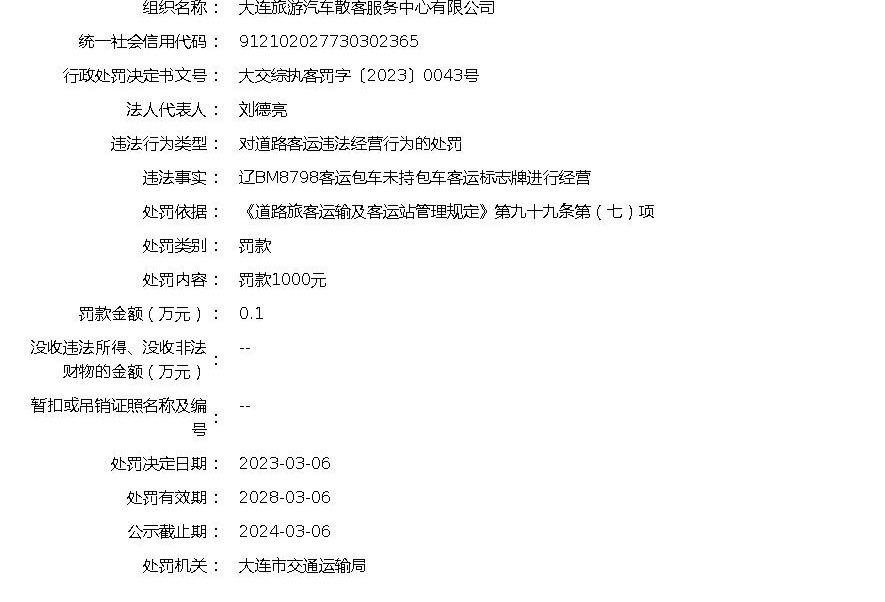 组织名称： 大连旅游汽车散客服务中心有限公司
统一社会信用代码： 912102027730302365
行政处罚决定书文号： 大交综执客罚字〔2023〕0043号
法人代表人： 刘德亮
违法行为类型： 对道路客运违法经营行为的处罚
违法事实： 辽BM8798客运包车未持包车客运标志牌进行经营
处罚依据： 《道路旅客运输及客运站管理规定》第九十九条第（七）项
处罚类别： 罚款
处罚内容： 罚款1000元
罚款金额（万元）： 0.1
没收违法所得、没收非法 --
财物的金额（万元）：
暂扣或吊销证照名称及编 --
号：
处罚决定日期： 2023-03-06
处罚有效期： 2028-03-06
公示截止期： 2024-03-06
处罚机关： 大连市交通运输局